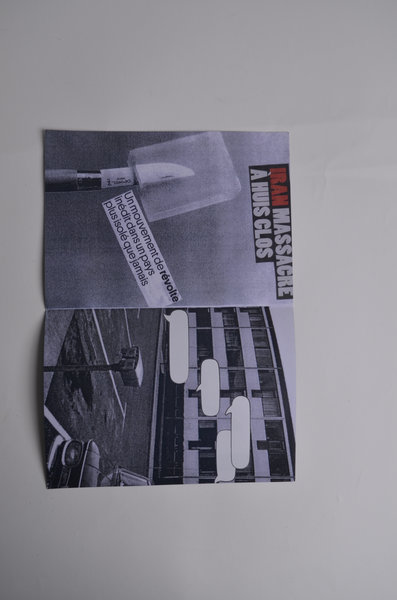 IRAN MASSACRE
À HUIS CLOS
Un mouvement de révolte
inédit dans un pays
plus isolé que jamais